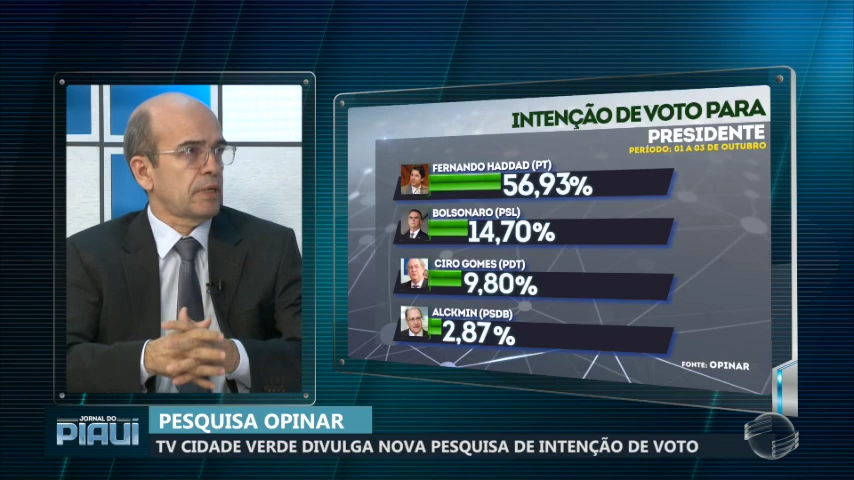 INTENÇÃO DE VOTO PARA
PRESIDENTE
PERÍODO: 01 A 03 DE OUTUBRO
FERNANDO HADDAD (PT)
56,93%
BOLSONARO (PSL)
14,70%
CIRO GOMES (PDT)
9,80%
ALCKMIN (PSDB)
2,87%
FONTE: OPINAR
JORNAL DO
PIAUÍ
PESQUISA OPINAR
TV CIDADE VERDE DIVULGA NOVA PESQUISA DE INTENÇÃO DE VOTO